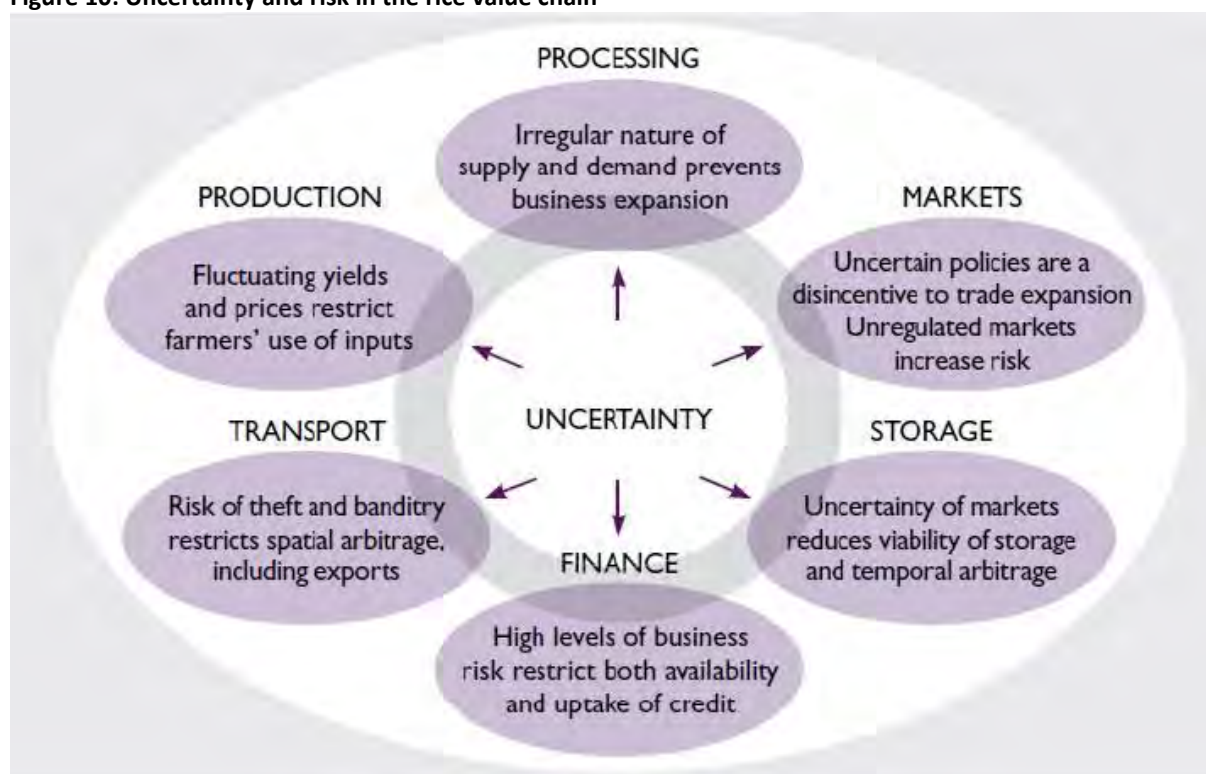 Figure 10: Uncertainty and risk in the rice value chain
PROCESSING
Irregular nature of
supply and demand prevents
business expansion
PRODUCTION
Fluctuating yields
and prices restrict
farmers' use of inputs
MARKETS
Uncertain policies are a
disincentive to trade expansion
Unregulated markets
increase risk
UNCERTAINTY
TRANSPORT
Risk of theft and banditry
restricts spatial arbitrage,
including exports
STORAGE
Uncertainty of markets
reduces viability of storage
and temporal arbitrage
FINANCE
High levels of business
risk restrict both availability
and uptake of credit